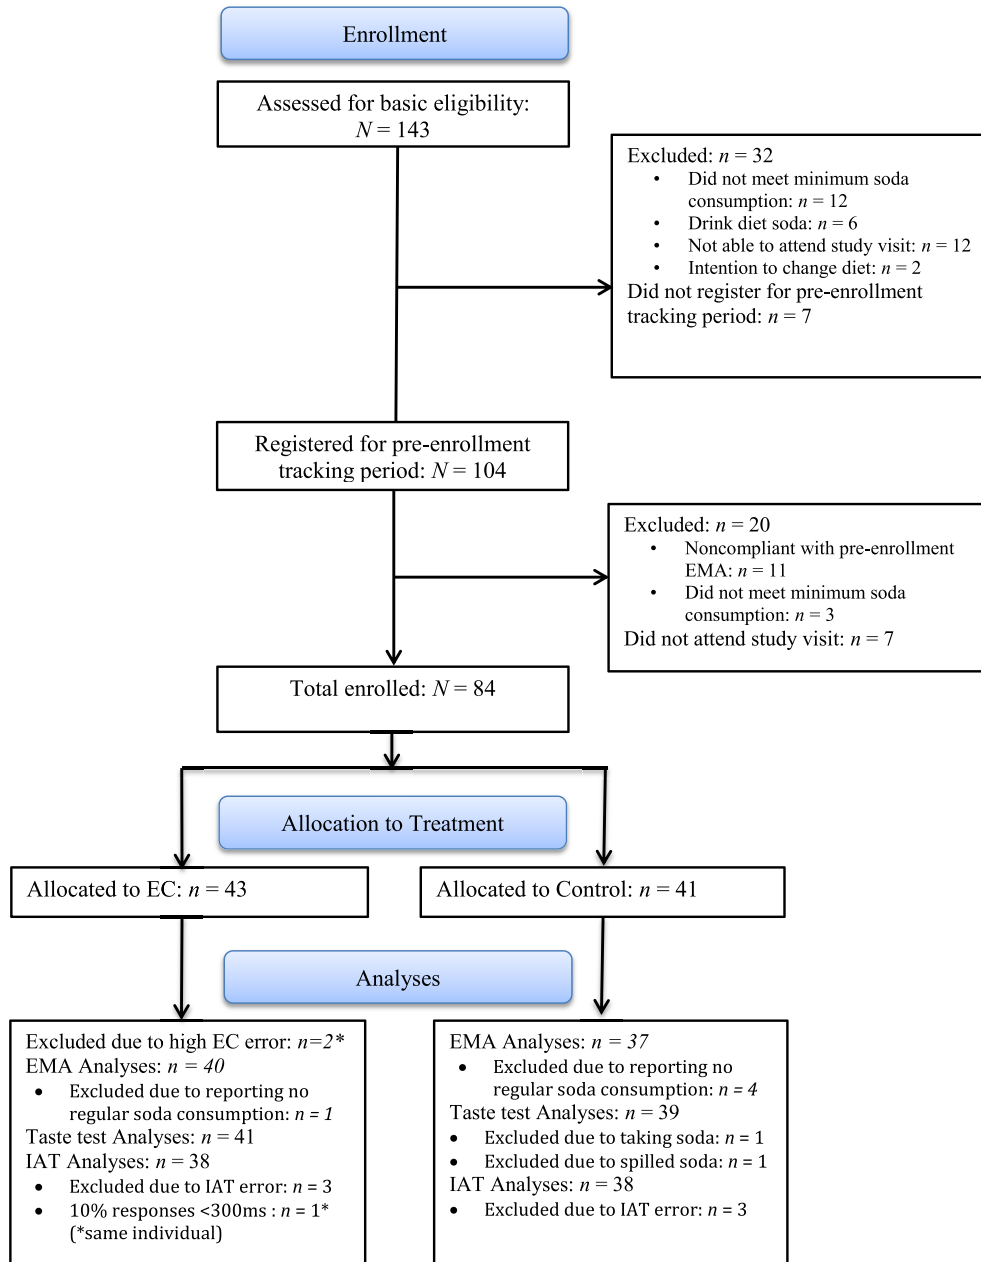 Enrollment
Assessed for basic eligibility:
N = 143
Excluded: n = 32
• Did not meet minimum soda
consumption: n = 12
• Drink diet soda: n = 6
• Not able to attend study visit: n = 12
• Intention to change diet: n = 2
Did not register for pre-enrollment
tracking period: n = 7
Registered for pre-enrollment
tracking period: N = 104
Excluded: n = 20
• Noncompliant with pre-enrollment
EMA: n = 11
• Did not meet minimum soda
consumption: n = 3
Did not attend study visit: n = 7
Total enrolled: N = 84
Allocation to Treatment
Allocated to EC: n = 43
Allocated to Control: n = 41
Analyses
Excluded due to high EC error: n=2*
EMA Analyses: n = 40
• Excluded due to reporting no
regular soda consumption: n = 1
Taste test Analyses: n = 41
IAT Analyses: n = 38
• Excluded due to IAT error: n = 3
• 10% responses <300ms : n = 1*
(*same individual)
EMA Analyses: n = 37
• Excluded due to reporting no
regular soda consumption: n = 4
Taste test Analyses: n = 39
• Excluded due to taking soda: n = 1
• Excluded due to spilled soda: n = 1
IAT Analyses: n = 38
• Excluded due to IAT error: n = 3